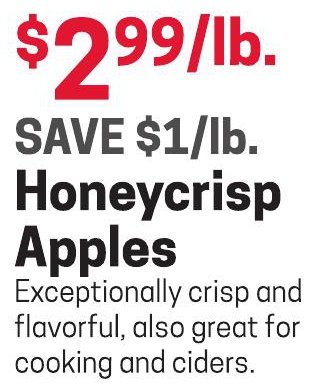 $2.99/lb.
SAVE $1/lb.
Honeycrisp
Apples
Exceptionally crisp and
flavorful, also great for
cooking and ciders.